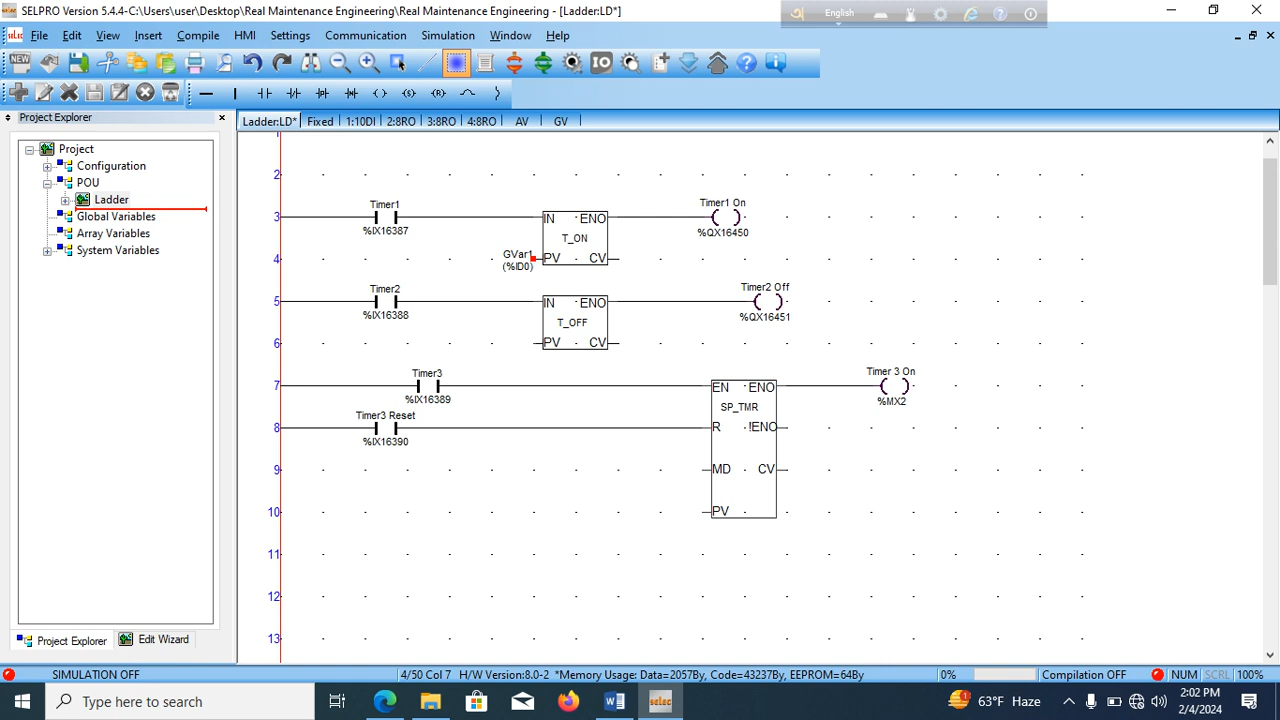 SELPRO Version 5.4.4-C:\Users\user\Desktop\Real Maintenance Engineering\Real Maintenance Engineering - [Ladder:LD*]
English
File Edit View Insert Compile HMI Settings Communication Simulation Window Help
NEW
IO
(S) (R)
Project Explorer
Ladder:LD* Fixed 1:10DI 2:8RO 3:8RO 4:8RO AV GV
Project
Configuration
POU
Ladder
Global Variables
Array Variables
System Variables
1
2
Timer1
Timer1 On
3
IN ENO
%IX16387
%QX16450
T_ON
GVar1
4
PV CV
(%ID0)
Timer2
Timer2 Off
5
IN ENO
%IX16388
%QX16451
T_OFF
6
PV CV
Timer3
Timer 3 On
7
EN ENO
%IX16389
%MX2
SP_TMR
Timer3 Reset
8
R !ENO
%IX16390
9
MD CV
10
PV
11
12
13
Project Explorer Edit Wizard
SIMULATION OFF 4/50 Col 7 H/W Version:8.0-2 *Memory Usage: Data=2057By, Code=43237By, EEPROM=64By 0% Compilation OFF NUM SCRL 100%
Type here to search
selec
63°F Haze
2:02 PM
2/4/2024